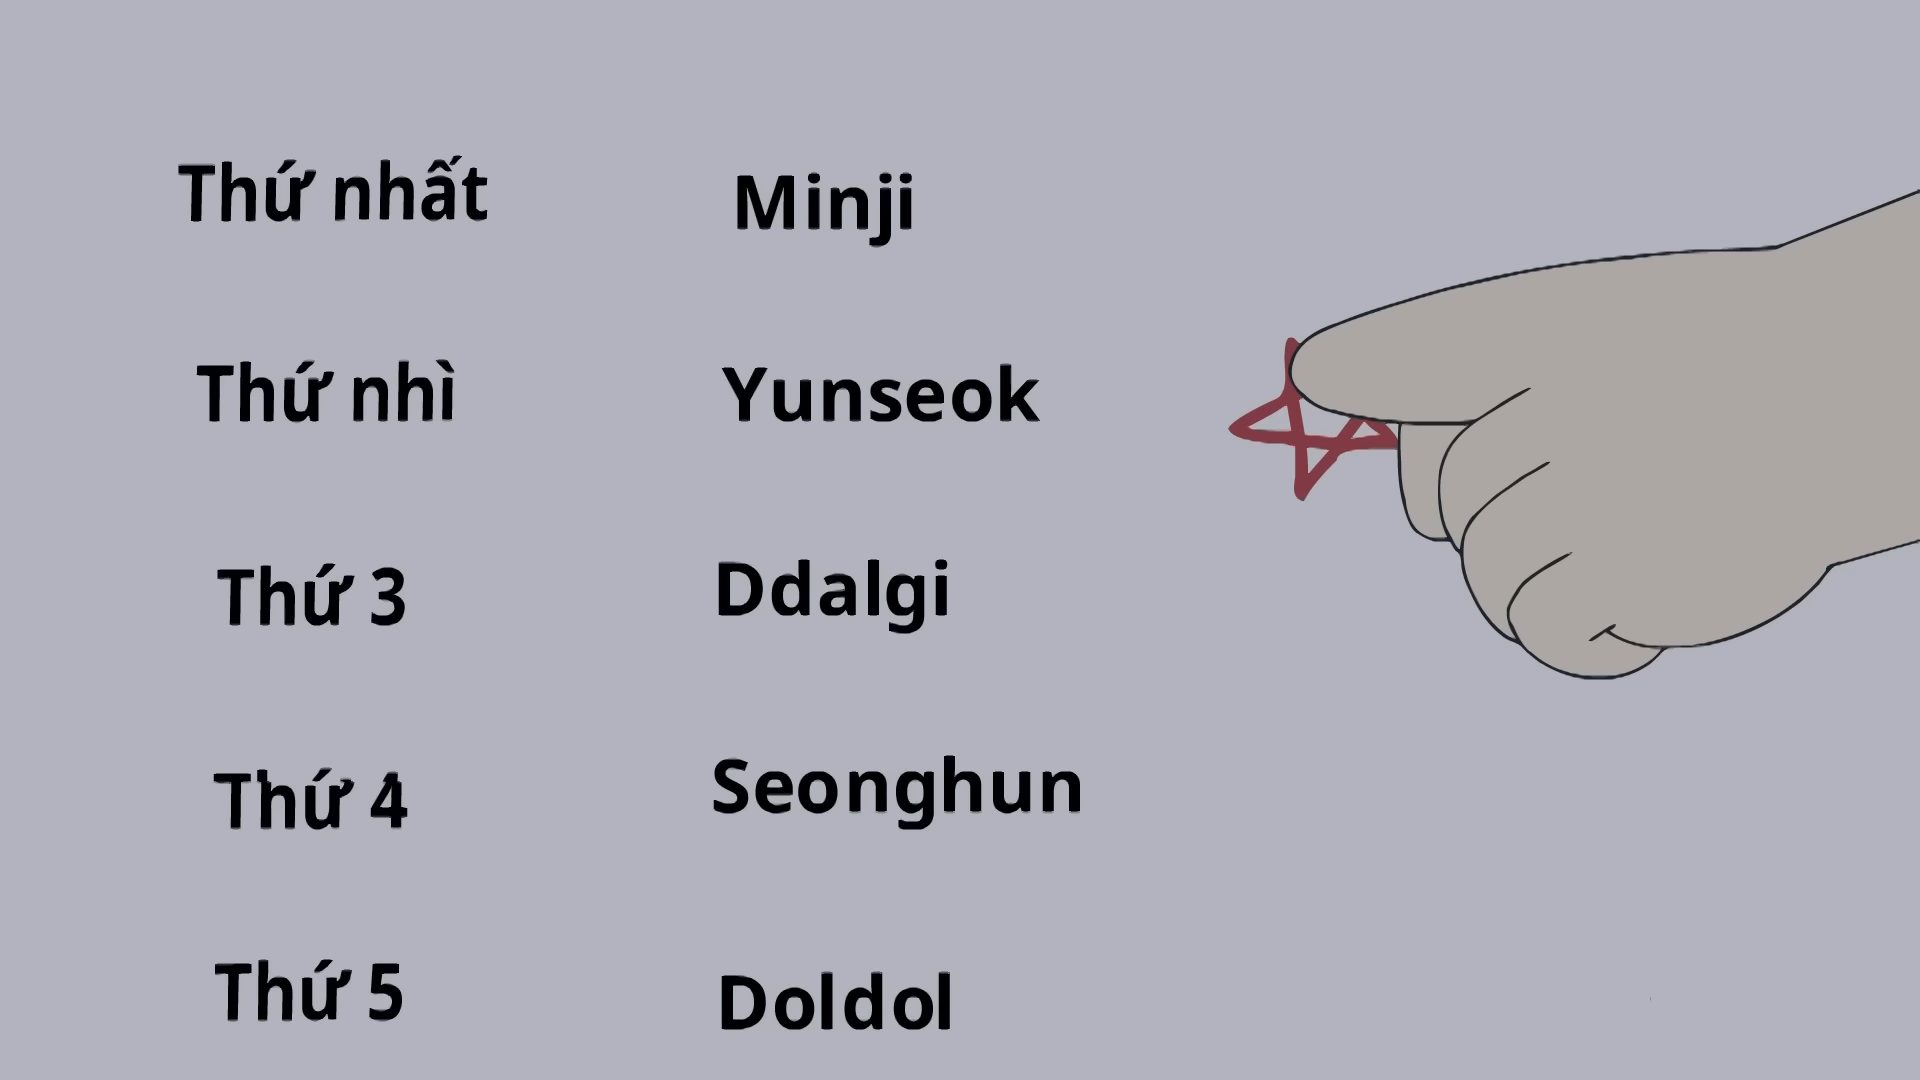 Thứ nhất Minji
Thứ nhì Yunseok
Thứ 3 Ddalgi
Thứ 4 Seonghun
Thứ 5 Doldol